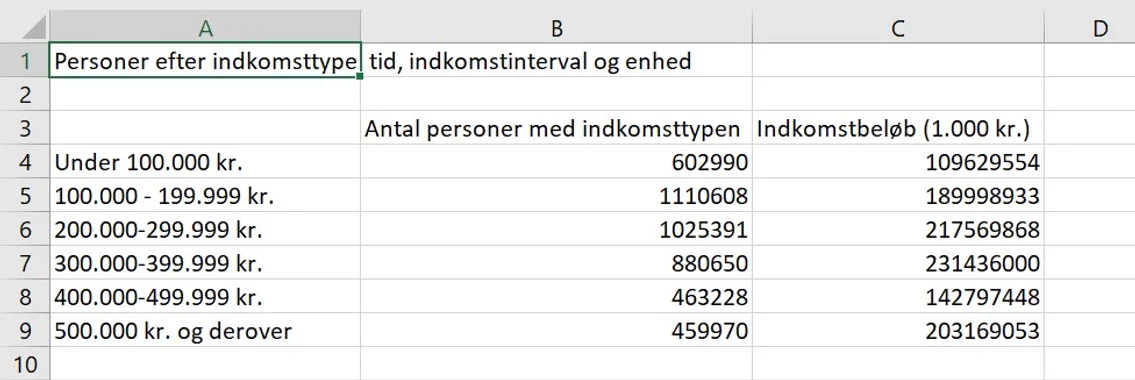 A B C D
1 Personer efter indkomsttype tid, indkomstinterval og enhed
2
3 Antal personer med indkomsttypen Indkomstbeløb (1.000 kr.)
4 Under 100.000 kr. 602990 109629554
5 100.000 - 199.999 kr. 1110608 189998933
6 200.000-299.999 kr. 1025391 217569868
7 300.000-399.999 kr. 880650 231436000
8 400.000-499.999 kr. 463228 142797448
9 500.000 kr. og derover 459970 203169053
10